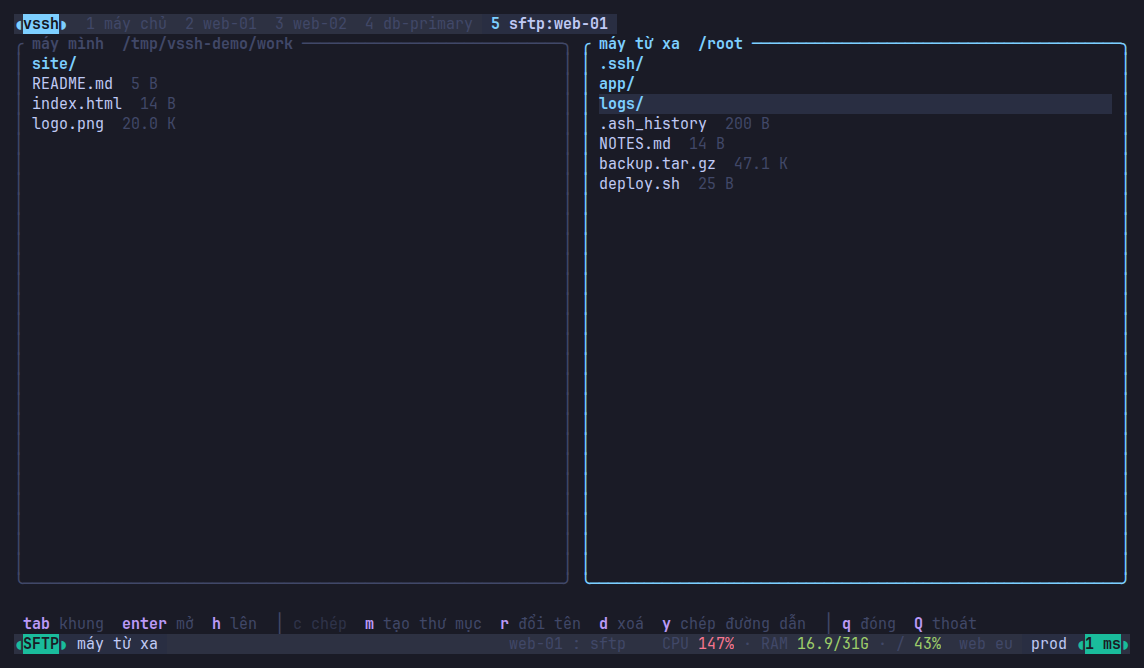 vssh 1 máy chủ 2 web-01 3 web-02 4 db-primary 5 sftp:web-01
máy mình /tmp/vssh-demo/work
site/
README.md 5 B
index.html 14 B
logo.png 20.0 K
máy từ xa /root
.ssh/
app/
logs/
.ash_history 200 B
NOTES.md 14 B
backup.tar.gz 47.1 K
deploy.sh 25 B
tab khung enter mở h lên │ c chép m tạo thư mục r đổi tên d xoá y chép đường dẫn │ q đóng Q thoát
SFTP máy từ xa web-01 : sftp CPU 147% · RAM 16.9/31G · / 43% web eu prod 1 ms